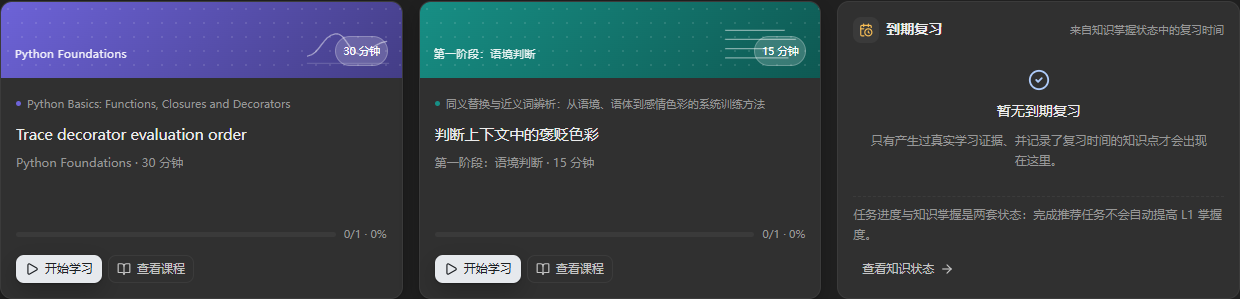 Python Foundations
30 分钟
Python Basics: Functions, Closures and Decorators
Trace decorator evaluation order
Python Foundations · 30 分钟
0/1 · 0%
开始学习
查看课程
第一阶段：语境判断
15 分钟
同义替换与近义词辨析：从语境、语体到感情色彩的系统训练方法
判断上下文中的褒贬色彩
第一阶段：语境判断 · 15 分钟
0/1 · 0%
开始学习
查看课程
到期复习
来自知识掌握状态中的复习时间
暂无到期复习
只有产生过真实学习证据、并记录了复习时间的知识点才会出现
在这里。
任务进度与知识掌握是两套状态：完成推荐任务不会自动提高 L1 掌握
度。
查看知识状态